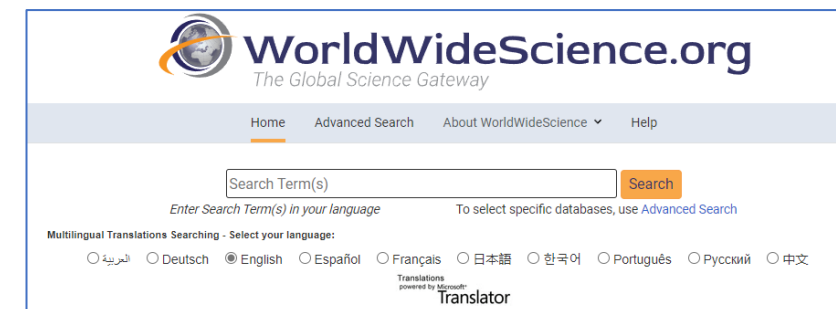 WorldWideScience.org
The Global Science Gateway
Home Advanced Search About WorldWideScience Help
Search Term(s) Search
Enter Search Term(s) in your language To select specific databases, use Advanced Search
Multilingual Translations Searching - Select your language:
العربية Deutsch English Español Français 日本語 한국어 Português Русский 中文
Translations
powered by Microsoft®
Translator